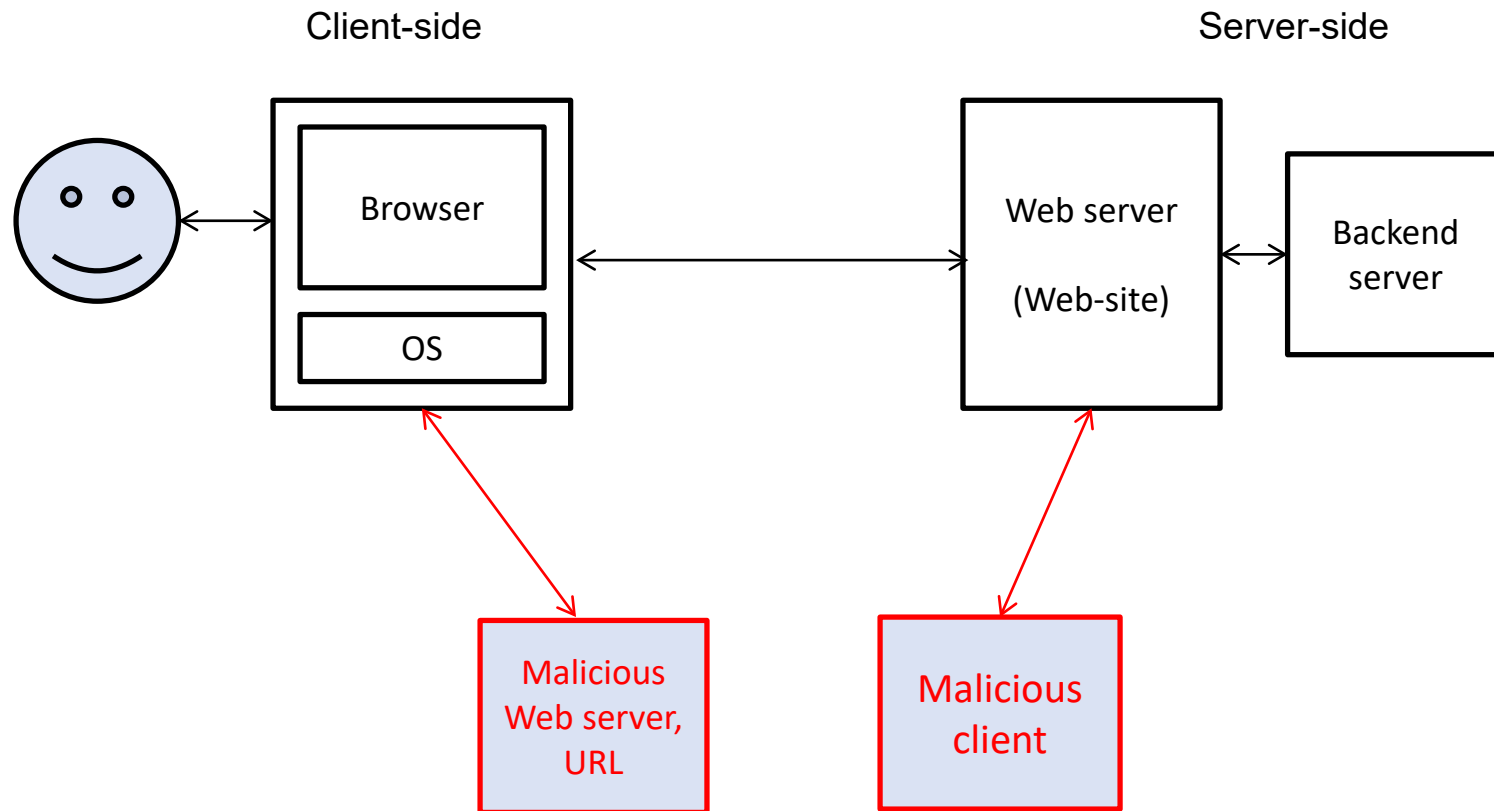 Client-side
Server-side
Browser
OS
Web server
(Web-site)
Backend
server
Malicious
Web server,
URL
Malicious
client